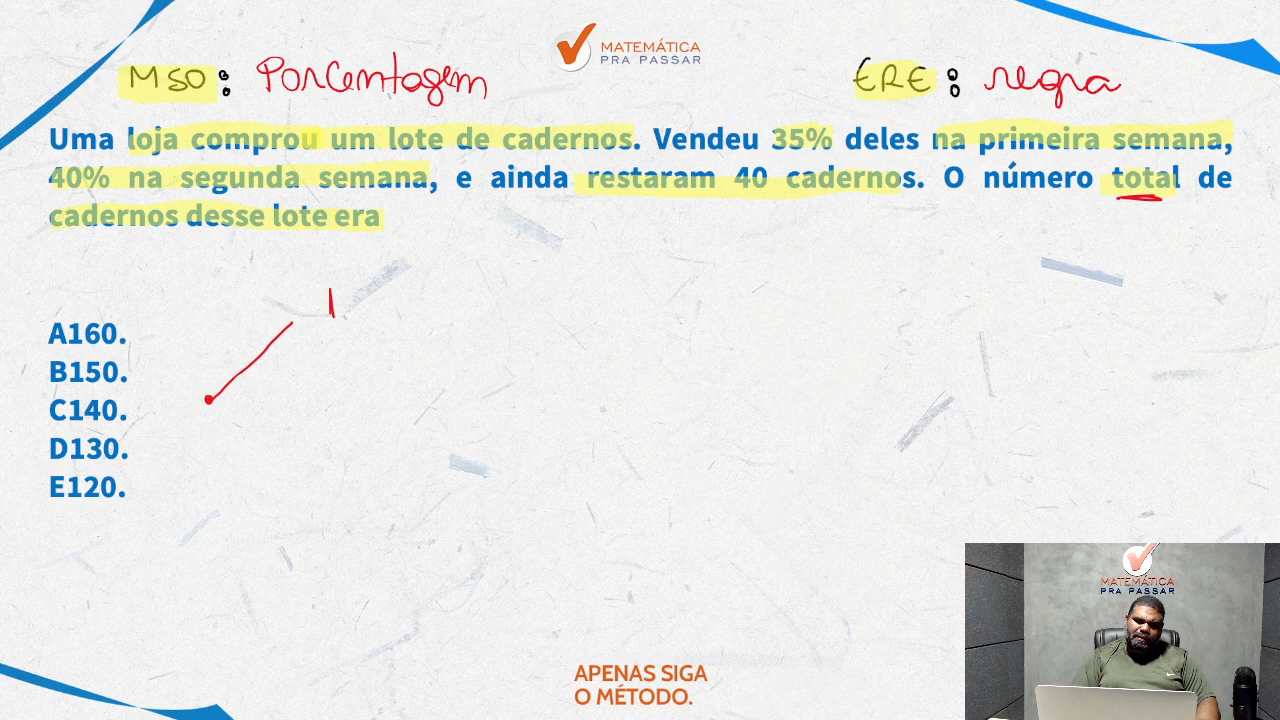 MATEMÁTICA
PRA PASSAR
MSO: Porcentagem
ERE: regra
Uma loja comprou um lote de cadernos. Vendeu 35% deles na primeira semana,
40% na segunda semana, e ainda restaram 40 cadernos. O número total de
cadernos desse lote era
A160.
B150.
C140.
D130.
E120.
MATEMÁTICA
PRA PASSAR
APENAS SIGA
O MÉTODO.